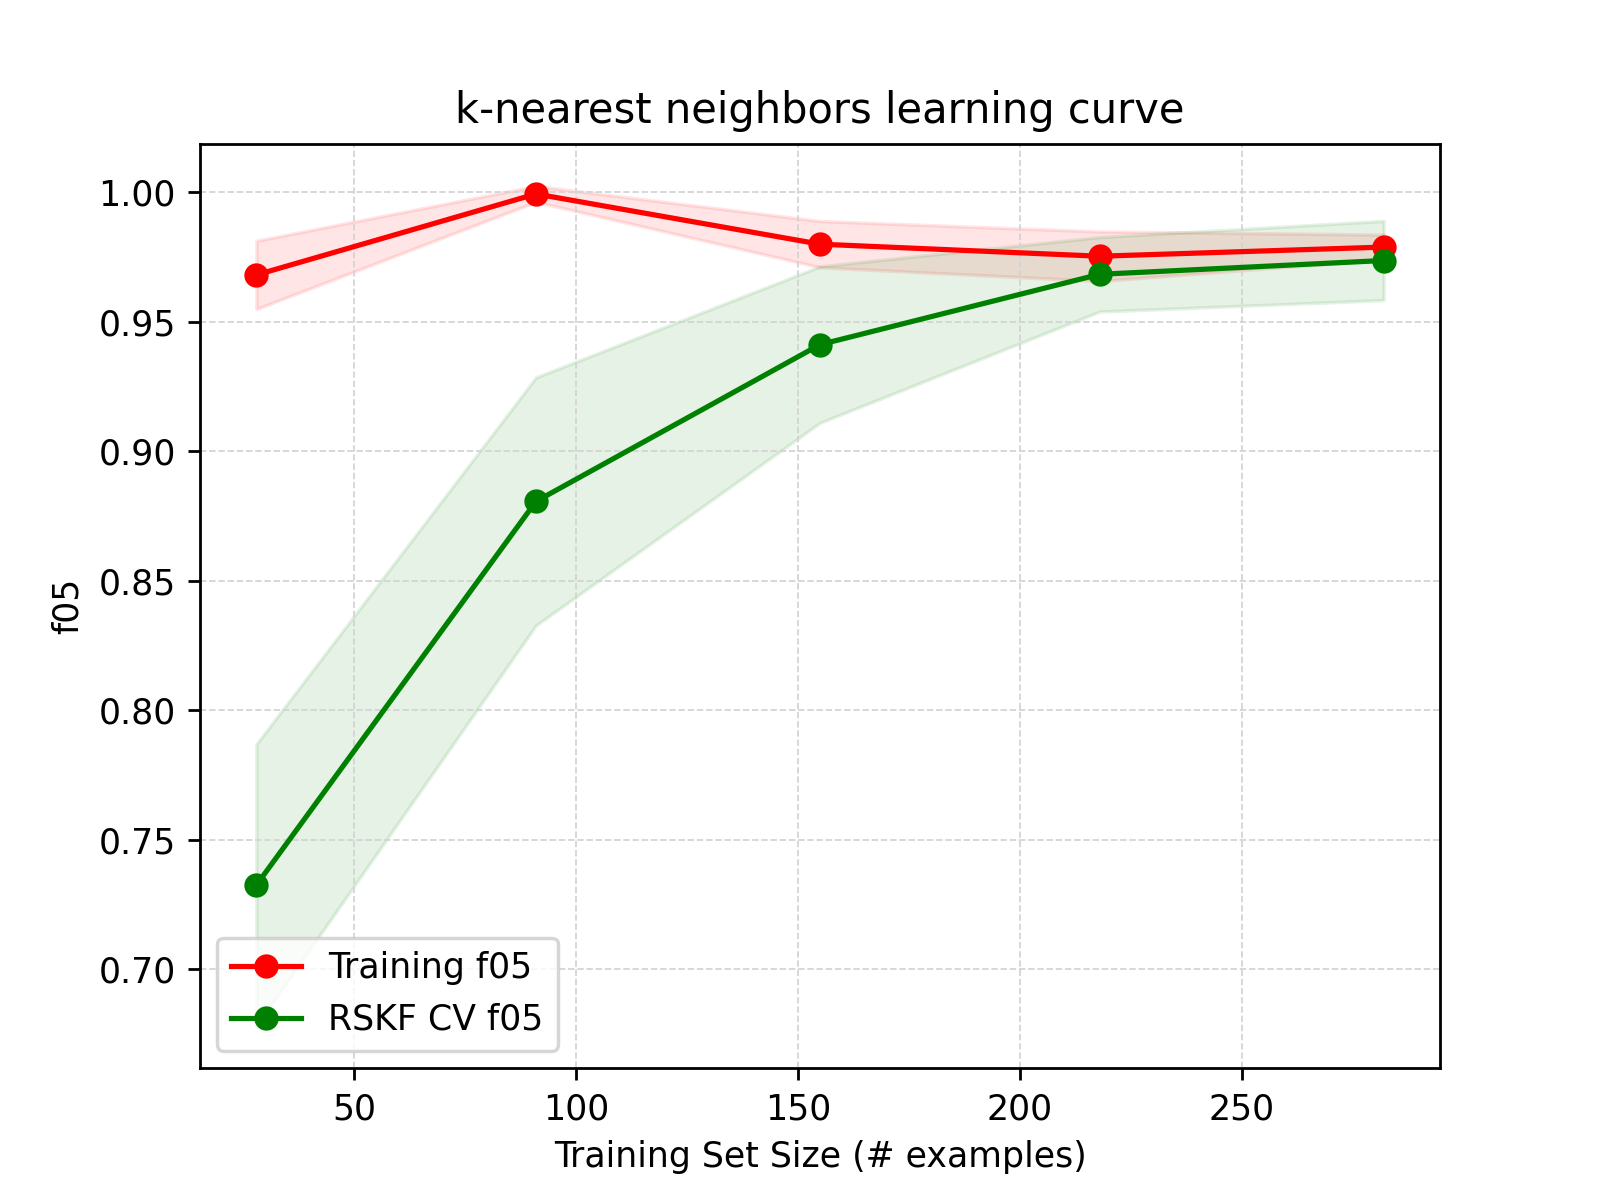 k-nearest neighbors learning curve
1.00
0.95
0.90
0.85
0.80
0.75
0.70
f05
Training f05
RSKF CV f05
50 100 150 200 250
Training Set Size (# examples)